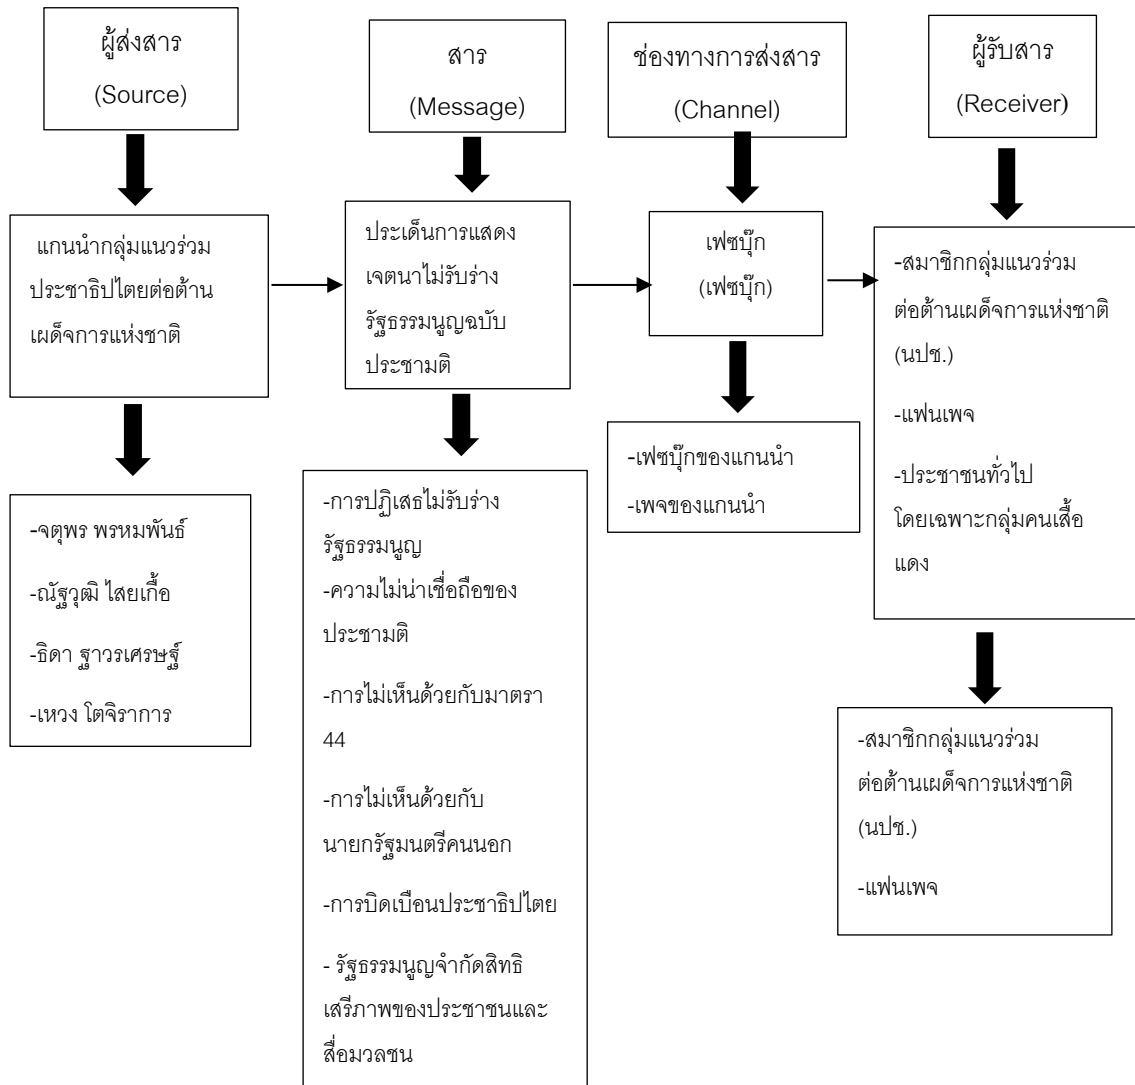 ผู้ส่งสาร
(Source)
สาร
(Message)
ช่องทางการส่งสาร
(Channel)
ผู้รับสาร
(Receiver)
แกนนำกลุ่มแนวร่วม
ประชาธิปไตยต่อต้าน
เผด็จการแห่งชาติ
ประเด็นการแสดง
เจตนาไม่รับร่าง
รัฐธรรมนูญฉบับ
ประชามติ
เฟซบุ๊ก
(เฟซบุ๊ก)
-สมาชิกกลุ่มแนวร่วม
ต่อต้านเผด็จการแห่งชาติ
(นปช.)
-แฟนเพจ
-ประชาชนทั่วไป
โดยเฉพาะกลุ่มคนเสื้อ
แดง
-จตุพร พรหมพันธ์
-ณัฐวุฒิ ไสยเกื้อ
-ธิดา ฐาวรเศรษฐ์
-เหวง โตจิราการ
-การปฏิเสธไม่รับร่าง
รัฐธรรมนูญ
-ความไม่น่าเชื่อถือของ
ประชามติ
-การไม่เห็นด้วยกับมาตรา
44
-การไม่เห็นด้วยกับ
นายกรัฐมนตรีคนนอก
-การบิดเบือนประชาธิปไตย
- รัฐธรรมนูญจำกัดสิทธิ
เสรีภาพของประชาชนและ
สื่อมวลชน
-เฟซบุ๊กของแกนนำ
-เพจของแกนนำ
-สมาชิกกลุ่มแนวร่วม
ต่อต้านเผด็จการแห่งชาติ
(นปช.)
-แฟนเพจ